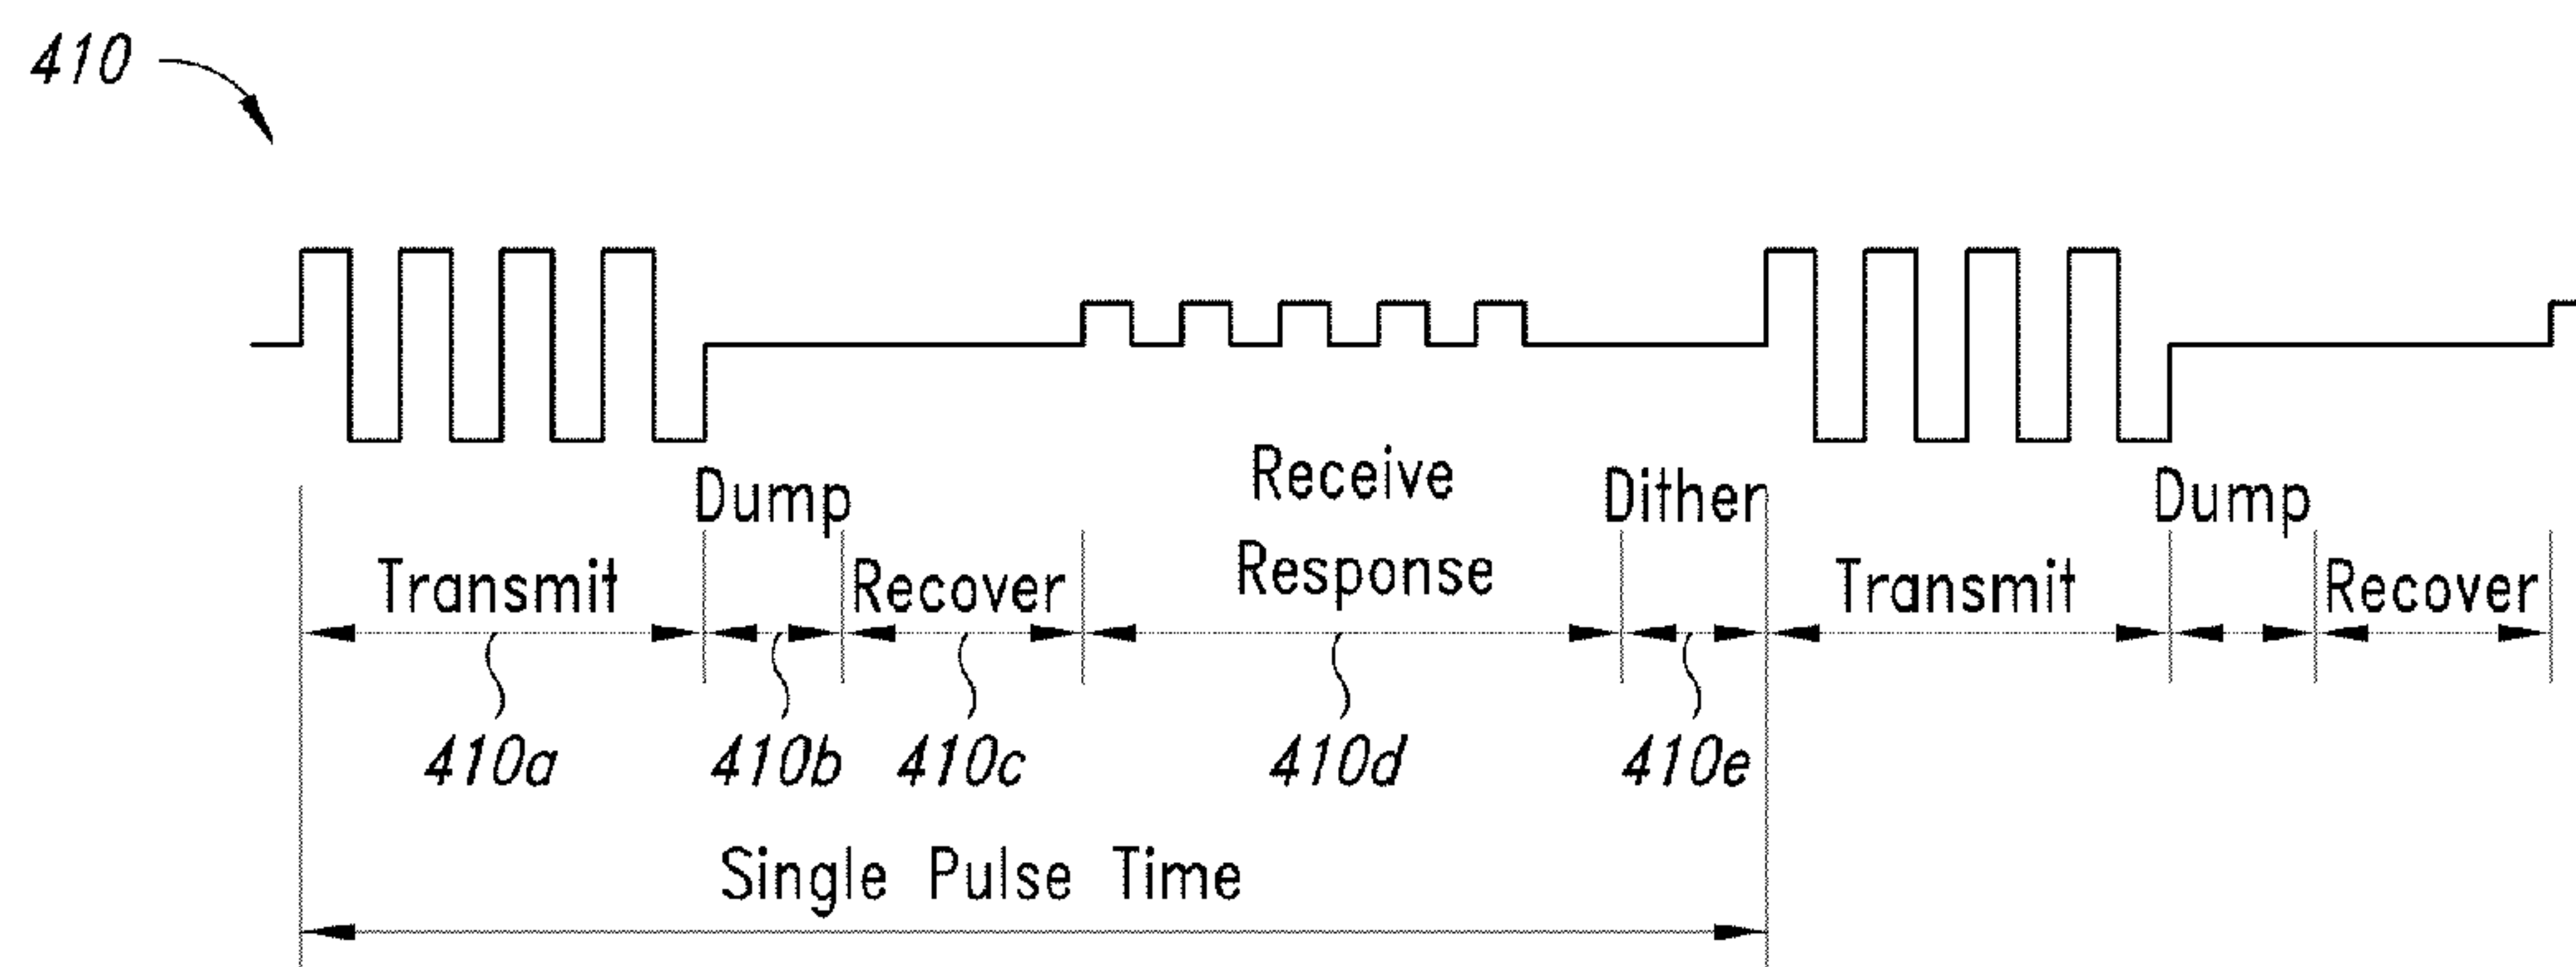 410
Dump
Receive
Dither
Dump
Transmit
Recover
Response
Transmit
Recover
410a
410b
410c
410d
410e
Single Pulse Time